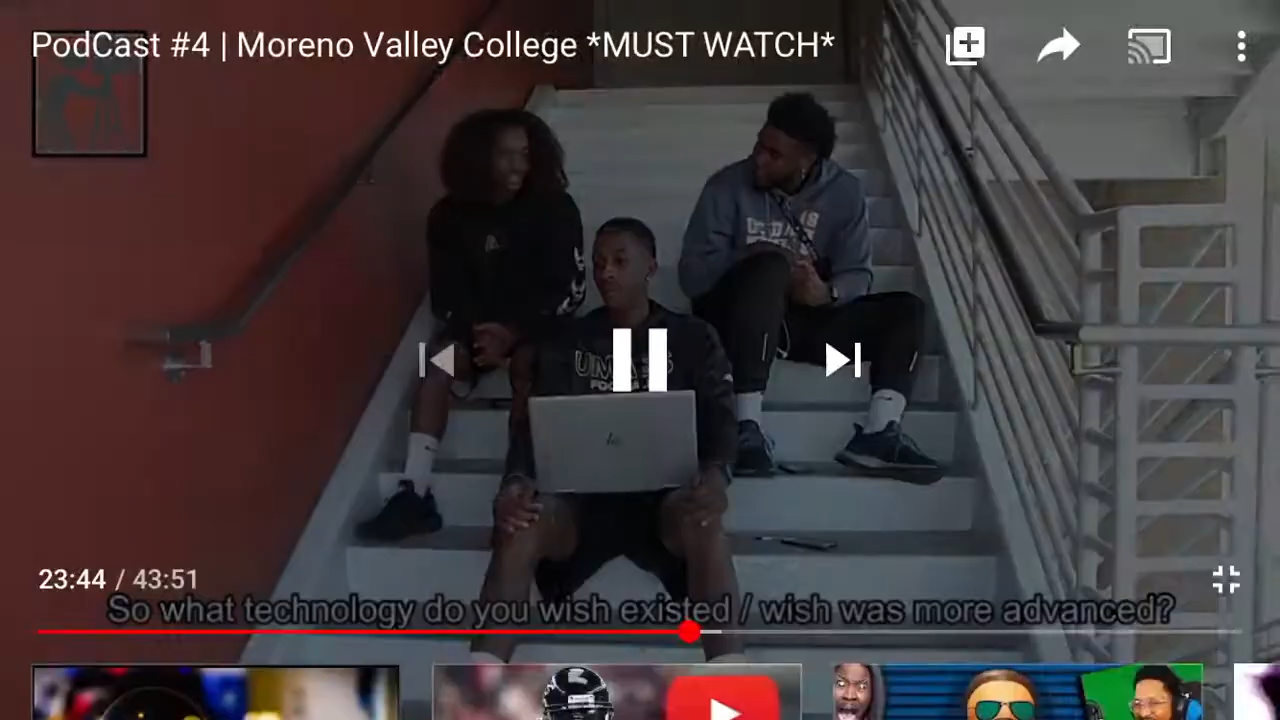 PodCast #4 | Moreno Valley College *MUST WATCH*
23:44 / 43:51
So what technology do you wish existed / wish was more advanced?